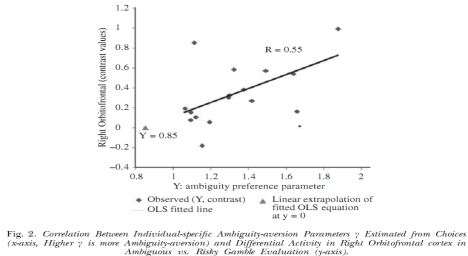 1.2
1
0.8
0.6
0.4
0.2
0
–0.2
–0.4
Right Orbitofrontal (contrast values)
R = 0.55
Y = 0.85
0.8 1 1.2 1.4 1.6 1.8 2
Y: ambiguity preference parameter
Observed (Y, contrast)
OLS fitted line
Linear extrapolation of
fitted OLS equation
at y = 0
Fig. 2. Correlation Between Individual-specific Ambiguity-aversion Parameters γ Estimated from Choices
(x-axis, Higher γ is more Ambiguity-aversion) and Differential Activity in Right Orbitofrontal cortex in
Ambiguous vs. Risky Gamble Evaluation (y-axis).